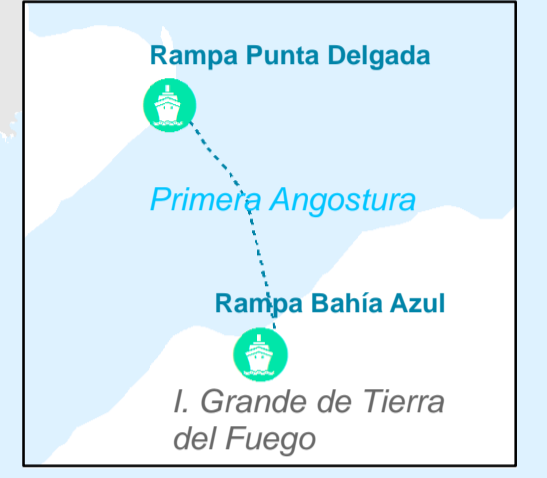 Rampa Punta Delgada
Primera Angostura
Rampa Bahía Azul
I. Grande de Tierra
del Fuego